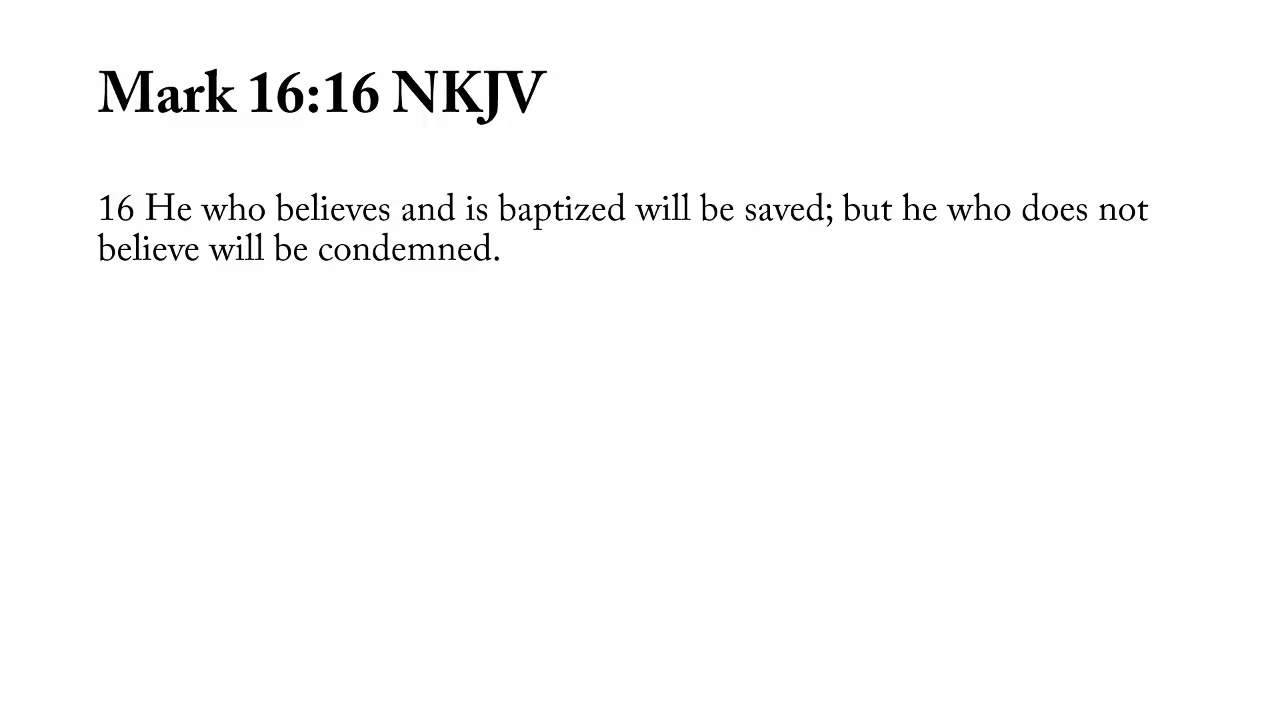 Mark 16:16 NKJV
16 He who believes and is baptized will be saved; but he who does not
believe will be condemned.